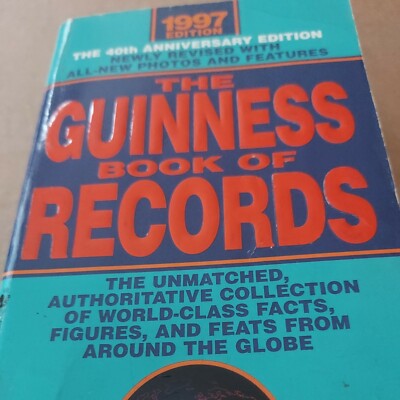 1997
EDITION
THE 40th ANNIVERSARY EDITION
NEWLY REVISED WITH
ALL-NEW PHOTOS AND FEATURES
THE
GUINNESS
BOOK OF
RECORDS
THE UNMATCHED,
AUTHORITATIVE COLLECTION
OF WORLD-CLASS FACTS,
FIGURES, AND FEATS FROM
AROUND THE GLOBE